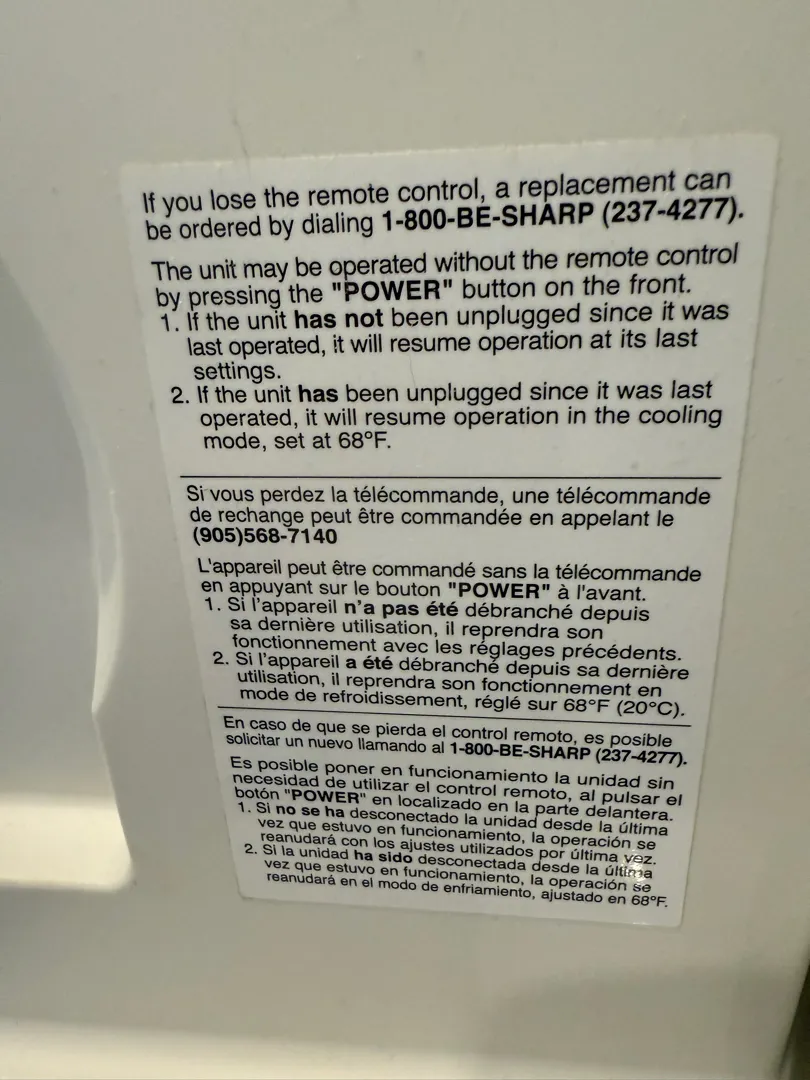 If you lose the remote control, a replacement can
be ordered by dialing 1-800-BE-SHARP (237-4277).
The unit may be operated without the remote control
by pressing the "POWER" button on the front.
1. If the unit has not been unplugged since it was
last operated, it will resume operation at its last
settings.
2. If the unit has been unplugged since it was last
operated, it will resume operation in the cooling
mode, set at 68°F.
Si vous perdez la télécommande, une télécommande
de rechange peut être commandée en appelant le
(905)568-7140
L'appareil peut être commandé sans la télécommande
en appuyant sur le bouton "POWER" à l'avant.
1. Si l'appareil n'a pas été débranché depuis
sa dernière utilisation, il reprendra son
fonctionnement avec les réglages précédents.
2. Si l'appareil a été débranché depuis sa dernière
utilisation, il reprendra son fonctionnement en
mode de refroidissement, réglé sur 68°F (20°C).
En caso de que se pierda el control remoto, es posible
solicitar un nuevo llamando al 1-800-BE-SHARP (237-4277).
Es posible poner en funcionamiento la unidad sin
necesidad de utilizar el control remoto, al pulsar el
botón "POWER" en localizado en la parte delantera.
1. Si no se ha desconectado la unidad desde la última
vez que estuvo en funcionamiento, la operación se
reanudará con los ajustes utilizados por última vez.
2. Si la unidad ha sido desconectada desde la última
vez que estuvo en funcionamiento, la operación se
reanudará en el modo de enfriamiento, ajustado en 68°F.